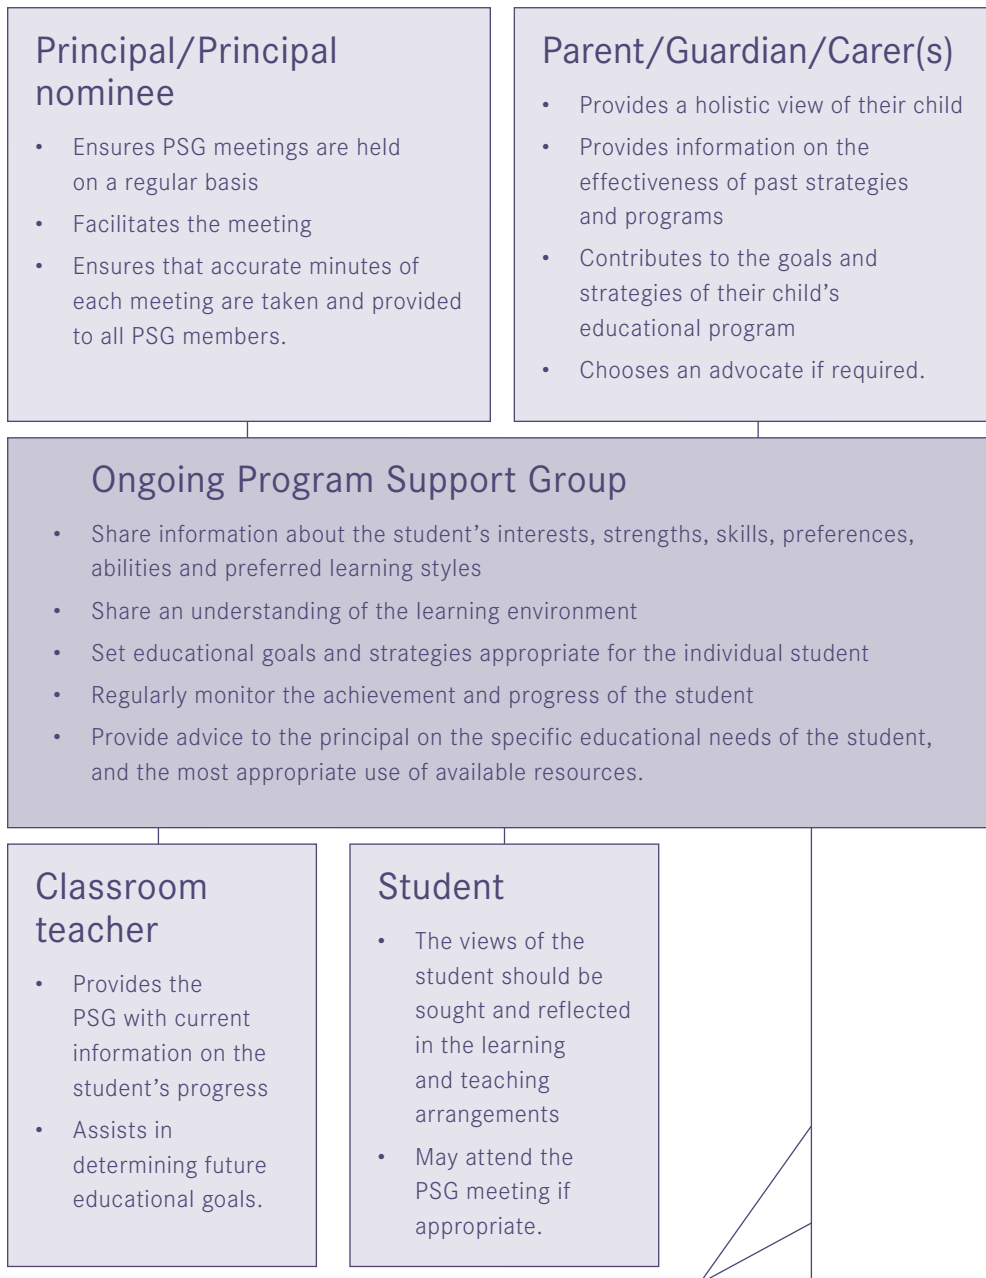 Principal/Principal
nominee
• Ensures PSG meetings are held
on a regular basis
• Facilitates the meeting
• Ensures that accurate minutes of
each meeting are taken and provided
to all PSG members.
Parent/Guardian/Carer(s)
• Provides a holistic view of their child
• Provides information on the
effectiveness of past strategies
and programs
• Contributes to the goals and
strategies of their child’s
educational program
• Chooses an advocate if required.
Ongoing Program Support Group
• Share information about the student’s interests, strengths, skills, preferences,
abilities and preferred learning styles
• Share an understanding of the learning environment
• Set educational goals and strategies appropriate for the individual student
• Regularly monitor the achievement and progress of the student
• Provide advice to the principal on the specific educational needs of the student,
and the most appropriate use of available resources.
Classroom
teacher
• Provides the
PSG with current
information on the
student’s progress
• Assists in
determining future
educational goals.
Student
• The views of the
student should be
sought and reflected
in the learning
and teaching
arrangements
• May attend the
PSG meeting if
appropriate.